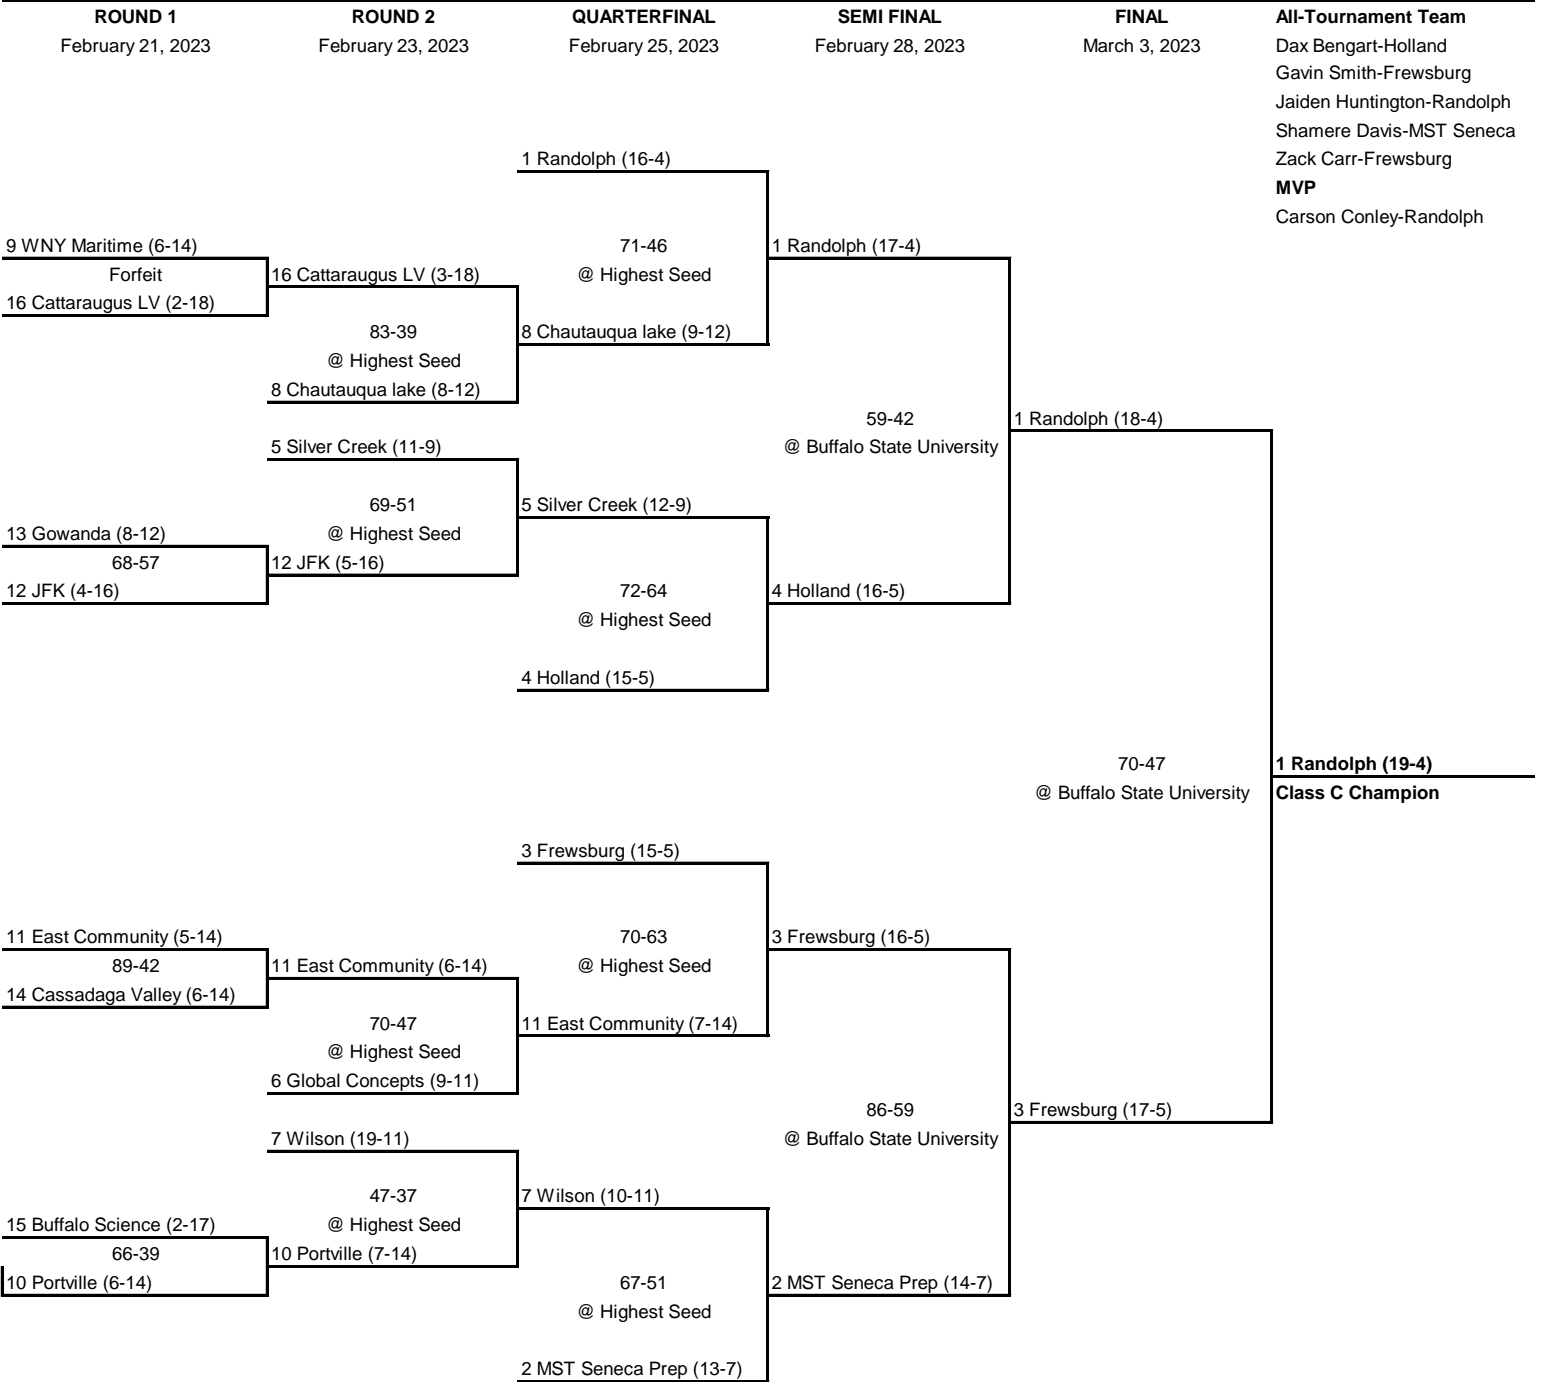 ROUND 1 ROUND 2 QUARTERFINAL SEMI FINAL FINAL All-Tournament Team
February 21, 2023 February 23, 2023 February 25, 2023 February 28, 2023 March 3, 2023 Dax Bengart-Holland
Gavin Smith-Frewsburg
Jaiden Huntington-Randolph
Shamere Davis-MST Seneca
1 Randolph (16-4) Zack Carr-Frewsburg
MVP
Carson Conley-Randolph
9 WNY Maritime (6-14) 71-46 1 Randolph (17-4)
Forfeit 16 Cattaraugus LV (3-18) @ Highest Seed
16 Cattaraugus LV (2-18)
83-39 8 Chautauqua lake (9-12)
@ Highest Seed
8 Chautauqua lake (8-12)
59-42 1 Randolph (18-4)
5 Silver Creek (11-9) @ Buffalo State University
69-51 5 Silver Creek (12-9)
13 Gowanda (8-12) @ Highest Seed
68-57 12 JFK (5-16)
12 JFK (4-16) 72-64 4 Holland (16-5)
@ Highest Seed
4 Holland (15-5)
70-47 1 Randolph (19-4)
@ Buffalo State University Class C Champion
3 Frewsburg (15-5)
11 East Community (5-14) 70-63 3 Frewsburg (16-5)
89-42 11 East Community (6-14) @ Highest Seed
14 Cassadaga Valley (6-14)
70-47 11 East Community (7-14)
@ Highest Seed
6 Global Concepts (9-11)
86-59 3 Frewsburg (17-5)
7 Wilson (19-11) @ Buffalo State University
47-37 7 Wilson (10-11)
15 Buffalo Science (2-17) @ Highest Seed
66-39 10 Portville (7-14)
10 Portville (6-14) 67-51 2 MST Seneca Prep (14-7)
@ Highest Seed
2 MST Seneca Prep (13-7)